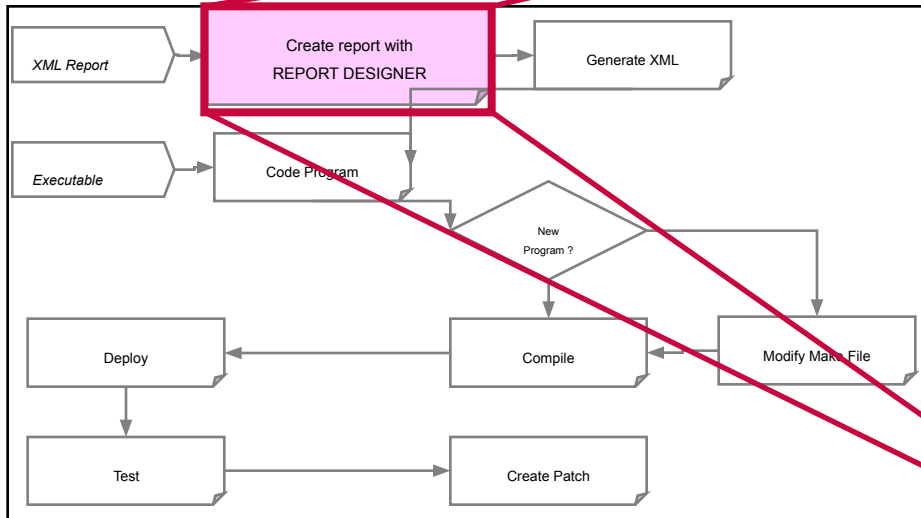 XML Report
Create report with
REPORT DESIGNER
Generate XML
Executable
Code Program
New
Program ?
Deploy
Compile
Modify Make File
Test
Create Patch